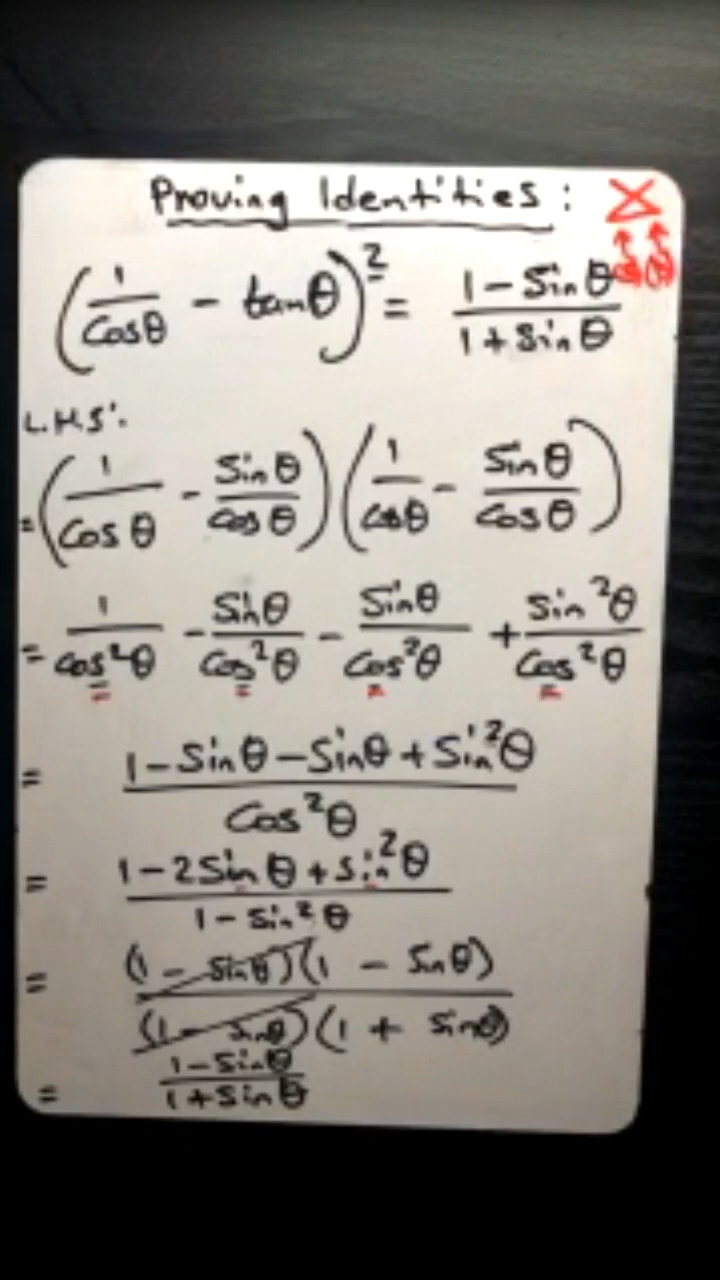 Proving Identities : X
(1/Cosθ - tanθ)² = 1-Sinθ/1+Sinθ
L.H.S:
=(1/Cosθ - Sinθ/Cosθ)(1/Cosθ - Sinθ/Cosθ)
= 1/Cos²θ - Sinθ/Cos²θ - Sinθ/Cos²θ + Sin²θ/Cos²θ
= 1-Sinθ-Sinθ+Sin²θ/Cos²θ
= 1-2Sinθ+Sin²θ/1-Sin²θ
= (1-Sinθ)(1-Sinθ)/(1-Sinθ)(1+Sinθ)
= 1-Sinθ/1+Sinθ